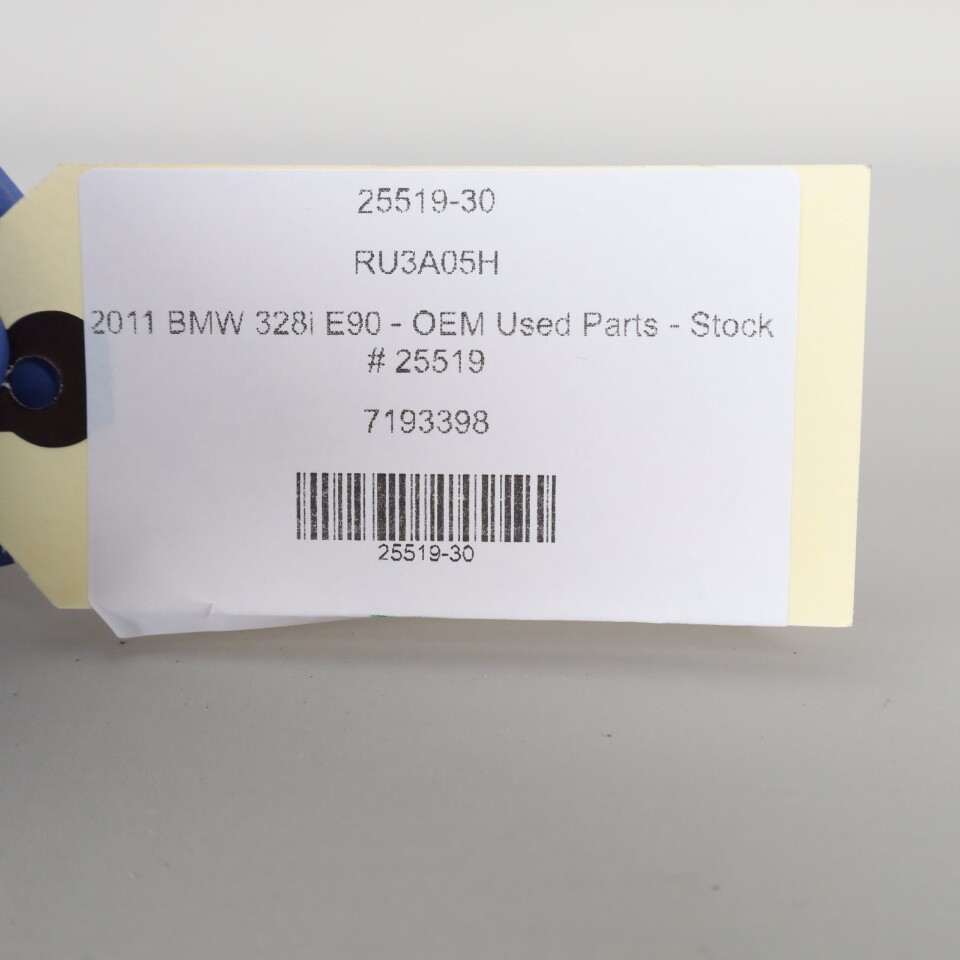 25519-30
RU3A05H
2011 BMW 328i E90 - OEM Used Parts - Stock
# 25519
7193398
25519-30